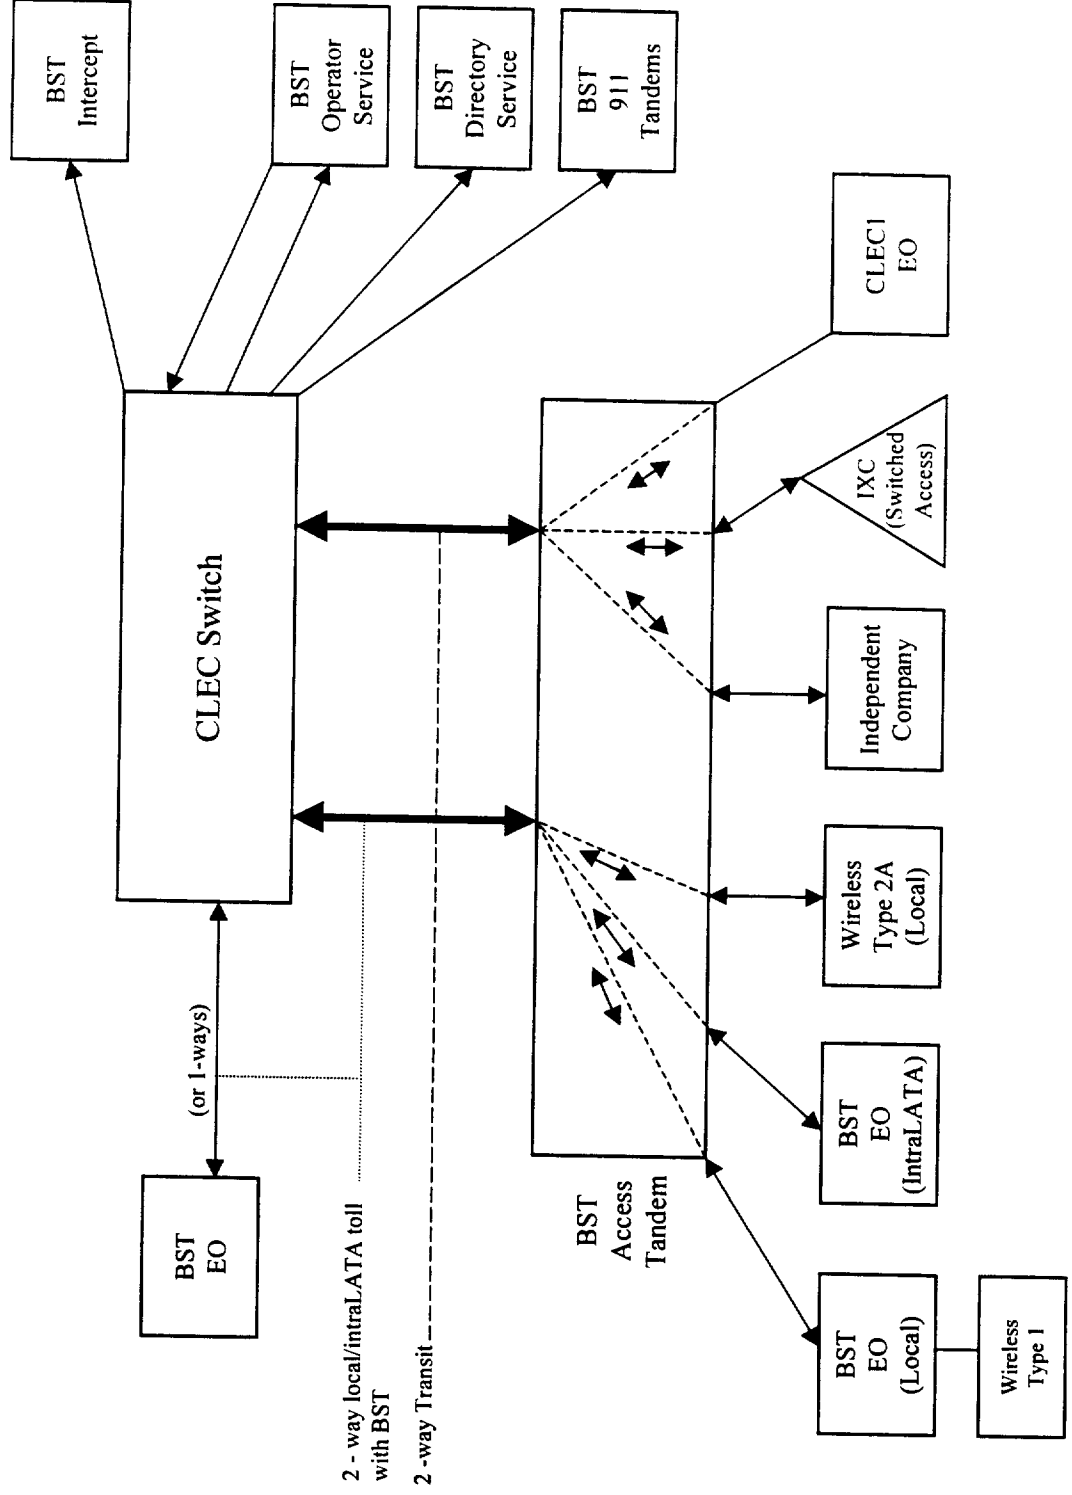 BST
EO
(or 1-ways)
CLEC Switch
BST
Intercept
BST
Operator
Service
BST
Directory
Service
BST
911
Tandems
2 - way local/intraLATA toll
with BST
2 -way Transit
BST
Access
Tandem
BST
EO
(Local)
Wireless
Type 1
BST
EO
(IntraLATA)
Wireless
Type 2A
(Local)
Independent
Company
IXC
(Switched
Access)
CLEC1
EO